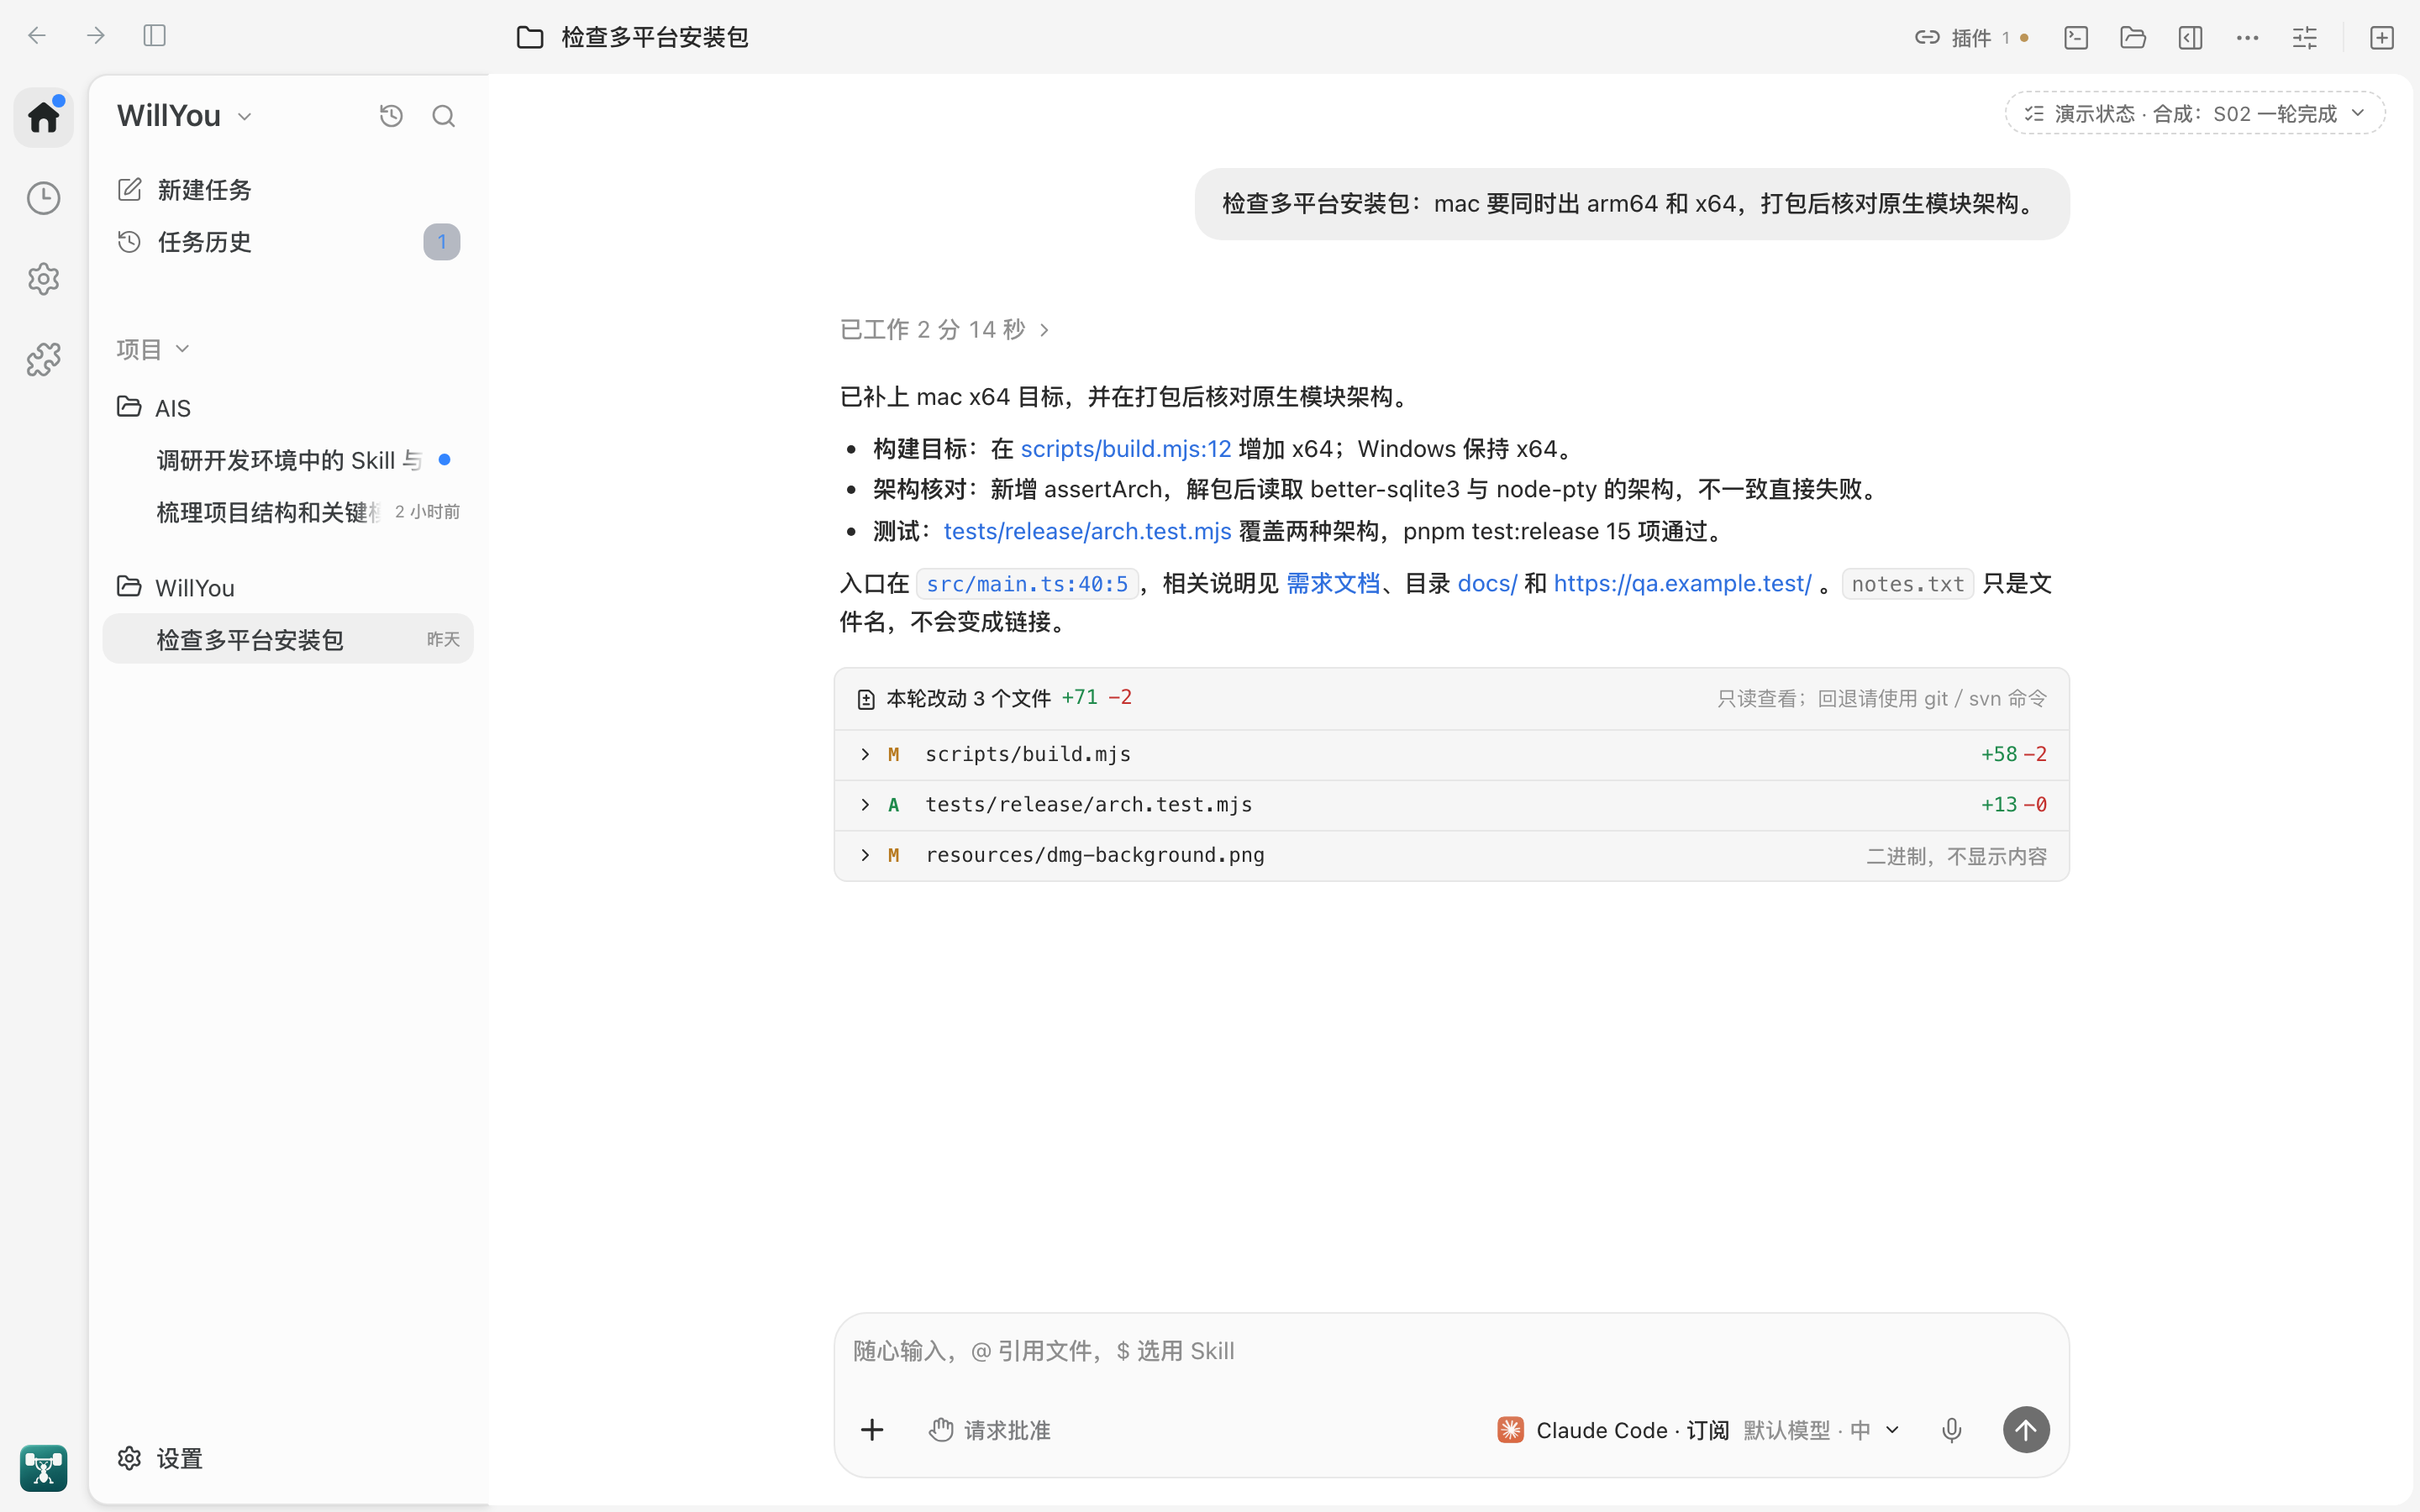 检查多平台安装包
插件 1
WillYou
演示状态 · 合成：S02 一轮完成
新建任务
任务历史 1
项目
AIS
调研开发环境中的 Skill 与
梳理项目结构和关键 2 小时前
WillYou
检查多平台安装包 昨天
设置
检查多平台安装包：mac 要同时出 arm64 和 x64，打包后核对原生模块架构。
已工作 2 分 14 秒
已补上 mac x64 目标，并在打包后核对原生模块架构。
• 构建目标：在 scripts/build.mjs:12 增加 x64；Windows 保持 x64。
• 架构核对：新增 assertArch，解包后读取 better-sqlite3 与 node-pty 的架构，不一致直接失败。
• 测试：tests/release/arch.test.mjs 覆盖两种架构，pnpm test:release 15 项通过。
入口在 src/main.ts:40:5，相关说明见 需求文档、目录 docs/ 和 https://qa.example.test/ 。notes.txt 只是文
件名，不会变成链接。
本轮改动 3 个文件 +71 −2 只读查看；回退请使用 git / svn 命令
M scripts/build.mjs +58 −2
A tests/release/arch.test.mjs +13 −0
M resources/dmg-background.png 二进制，不显示内容
随心输入，@ 引用文件，$ 选用 Skill
请求批准 Claude Code · 订阅 默认模型 · 中